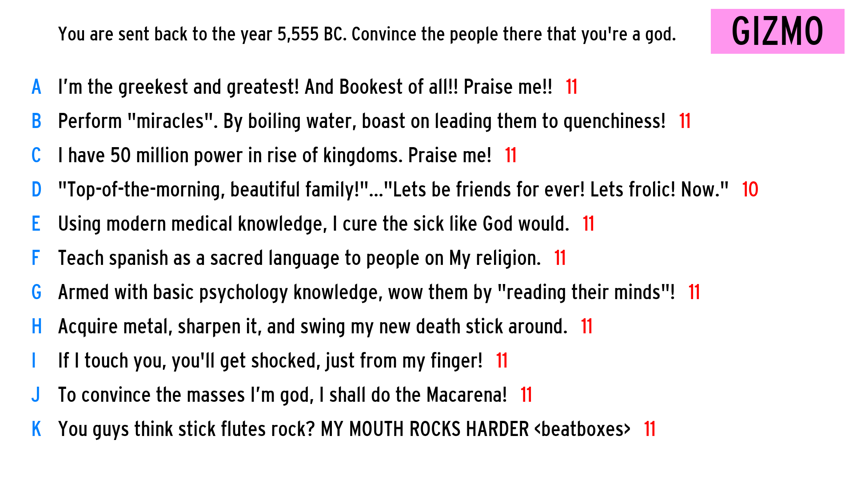 You are sent back to the year 5,555 BC. Convince the people there that you're a god.
GIZMO
A I'm the greekest and greatest! And Bookest of all!! Praise me!! 11
B Perform "miracles". By boiling water, boast on leading them to quenchiness! 11
C I have 50 million power in rise of kingdoms. Praise me! 11
D "Top-of-the-morning, beautiful family!"..."Lets be friends for ever! Lets frolic! Now." 10
E Using modern medical knowledge, I cure the sick like God would. 11
F Teach spanish as a sacred language to people on My religion. 11
G Armed with basic psychology knowledge, wow them by "reading their minds"! 11
H Acquire metal, sharpen it, and swing my new death stick around. 11
I If I touch you, you'll get shocked, just from my finger! 11
J To convince the masses I'm god, I shall do the Macarena! 11
K You guys think stick flutes rock? MY MOUTH ROCKS HARDER <beatboxes> 11